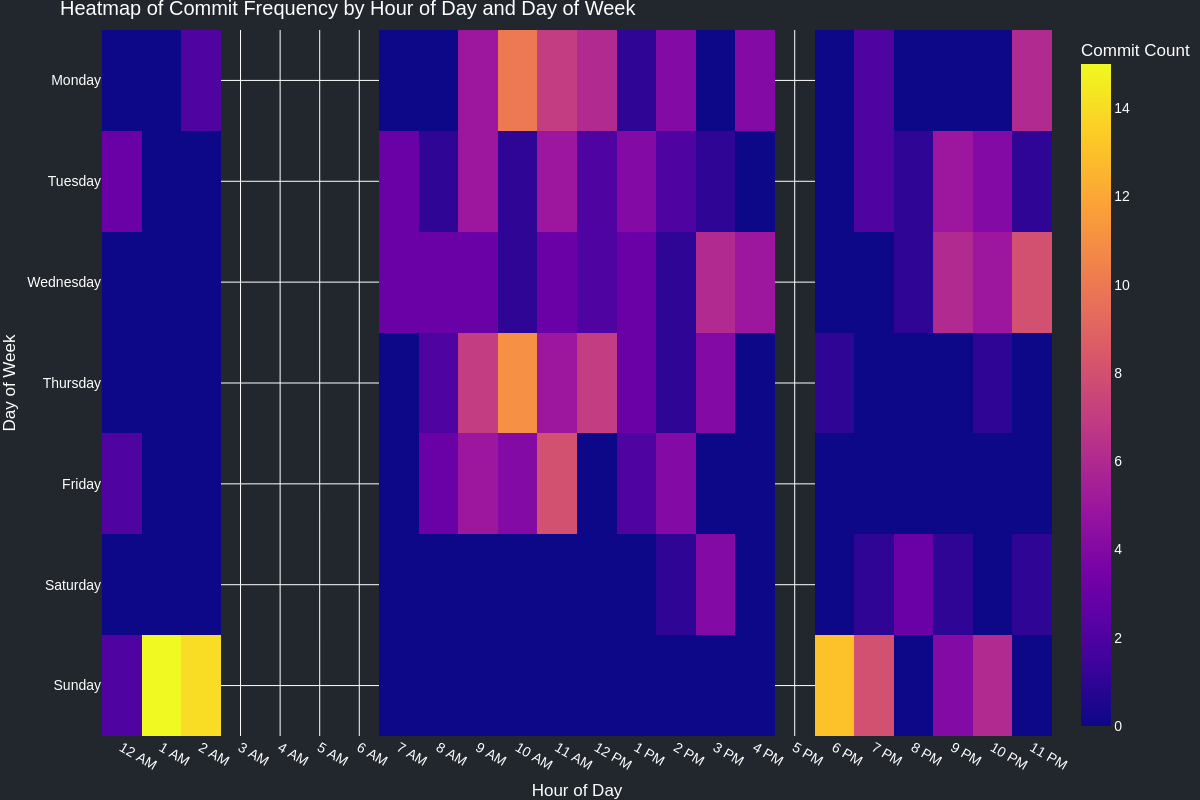 Heatmap of Commit Frequency by Hour of Day and Day of Week
Commit Count
Monday
Tuesday
Wednesday
Thursday
Friday
Saturday
Sunday
Day of Week
14
12
10
8
6
4
2
0
12 AM
1 AM
2 AM
3 AM
4 AM
5 AM
6 AM
7 AM
8 AM
9 AM
10 AM
11 AM
12 PM
1 PM
2 PM
3 PM
4 PM
5 PM
6 PM
7 PM
8 PM
9 PM
10 PM
11 PM
Hour of Day